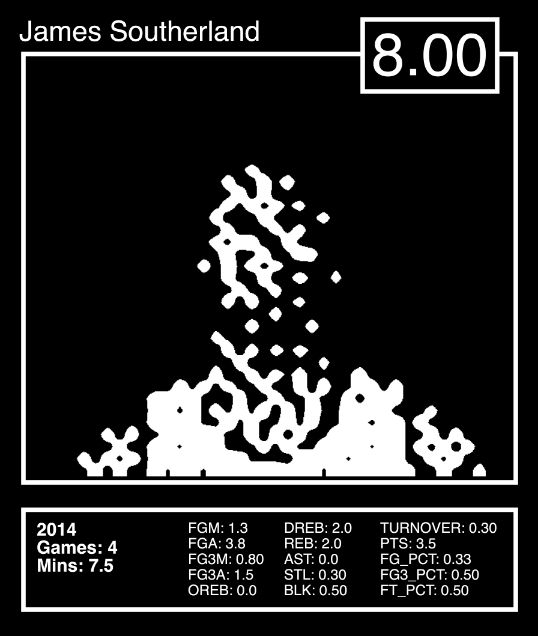 James Southerland
8.00
2014
Games: 4
Mins: 7.5
FGM: 1.3
FGA: 3.8
FG3M: 0.80
FG3A: 1.5
OREB: 0.0
DREB: 2.0
REB: 2.0
AST: 0.0
STL: 0.30
BLK: 0.50
TURNOVER: 0.30
PTS: 3.5
FG_PCT: 0.33
FG3_PCT: 0.50
FT_PCT: 0.50